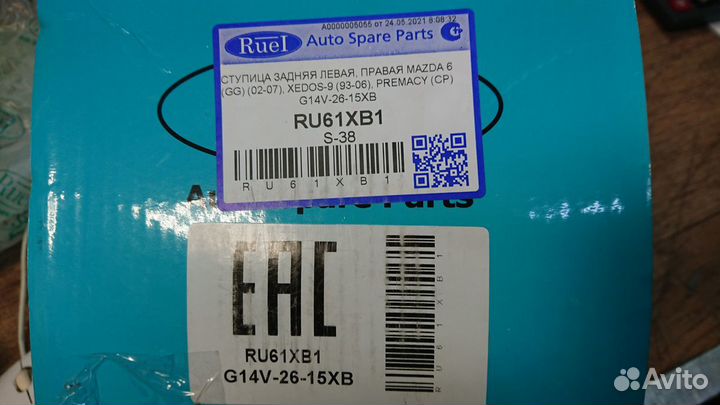 A0000005055 от 24.05.2021 8:08:32
Ruel Auto Spare Parts
СТУПИЦА ЗАДНЯЯ ЛЕВАЯ, ПРАВАЯ MAZDA 6
(GG) (02-07), XEDOS-9 (93-06), PREMACY (CP)
G14V-26-15XB
RU61XB1
S-38
RU61XB1
Parts
EAC
RU61XB1
G14V-26-15XB
RU61XB1
Avito